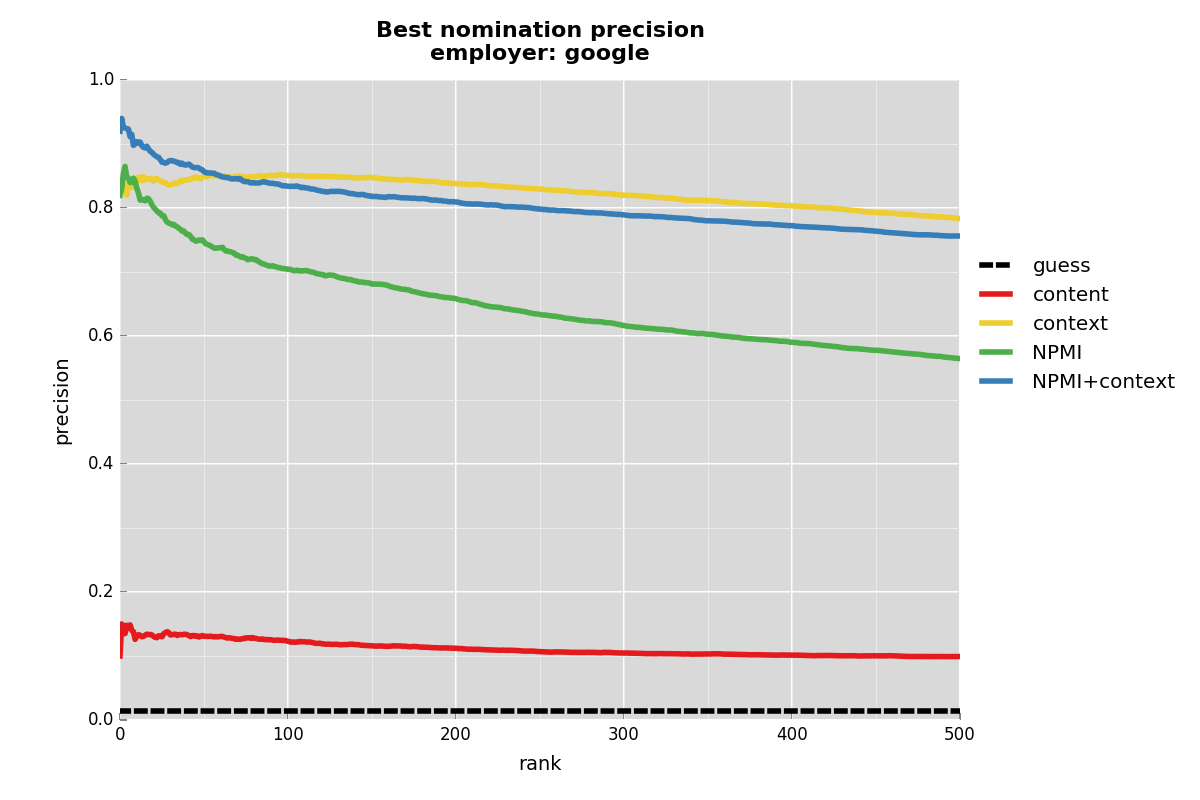 Best nomination precision
employer: google
1.0
0.8
0.6
0.4
0.2
0.0
precision
0 100 200 300 400 500
rank
guess
content
context
NPMI
NPMI+context